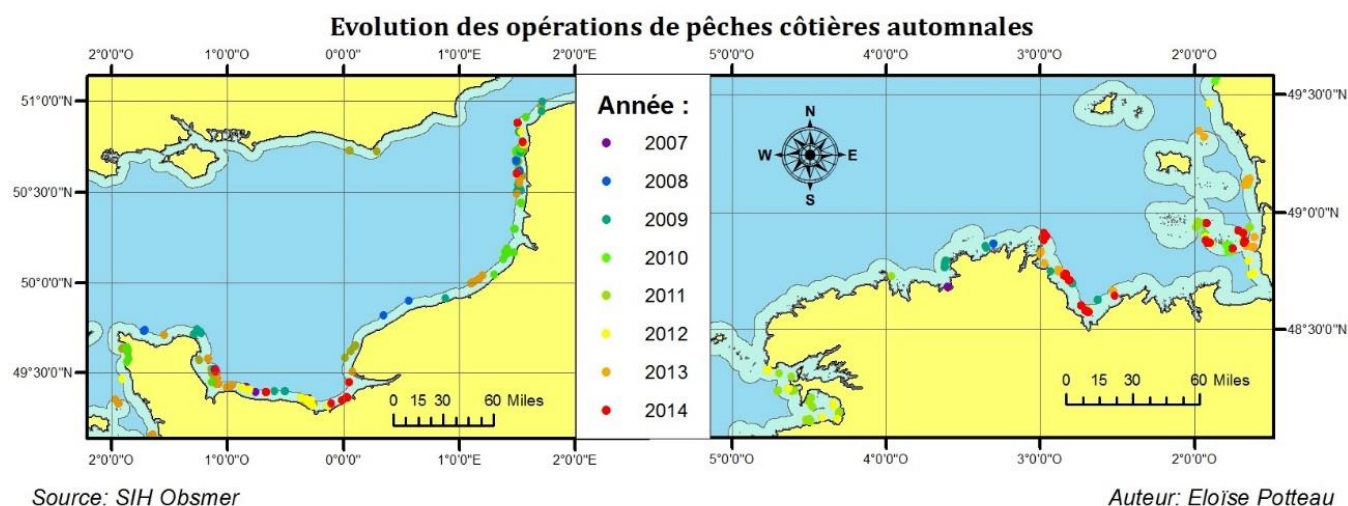 Evolution des opérations de pêches côtières automnales
2°0'0"O 1°0'0"O 0°0'0" 1°0'0"E 2°0'0"E
5°0'0"O 4°0'0"O 3°0'0"O 2°0'0"O
51°0'0"N
50°30'0"N
50°0'0"N
49°30'0"N
Année :
2007
2008
2009
2010
2011
2012
2013
2014
N
W E
S
49°30'0"N
49°0'0"N
48°30'0"N
0 15 30 60 Miles
0 15 30 60 Miles
2°0'0"O 1°0'0"O 0°0'0" 1°0'0"E 2°0'0"E
5°0'0"O 4°0'0"O 3°0'0"O 2°0'0"O
Source: SIH Obsmer
Auteur: Eloïse Potteau